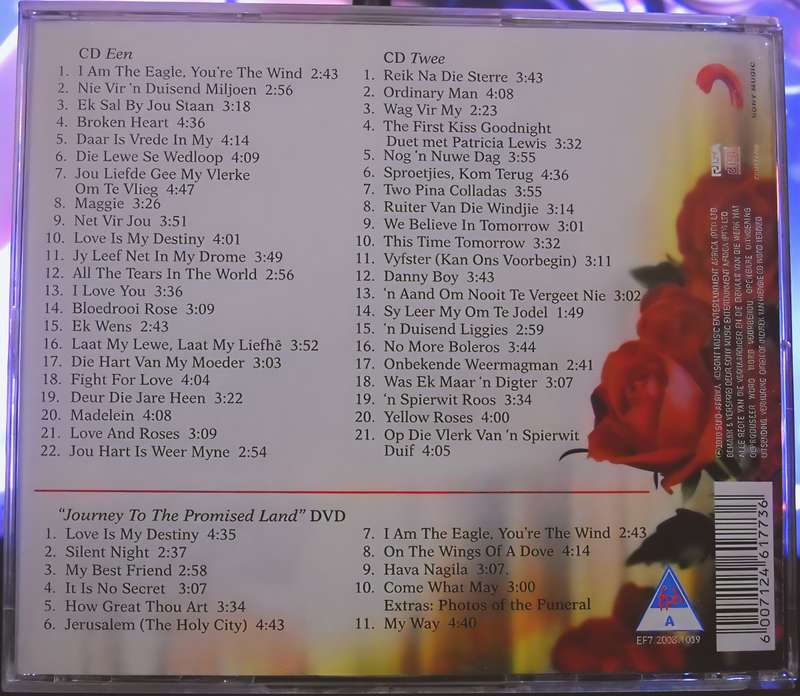 CD Een
1. I Am The Eagle, You're The Wind 2:43
2. Nie Vir 'n Duisend Miljoen 2:56
3. Ek Sal By Jou Staan 3:18
4. Broken Heart 4:36
5. Daar Is Vrede In My 4:14
6. Die Lewe Se Wedloop 4:09
7. Jou Liefde Gee My Vlerke
Om Te Vlieg 4:47
8. Maggie 3:26
9. Net Vir Jou 3:51
10. Love Is My Destiny 4:01
11. Jy Leef Net In My Drome 3:49
12. All The Tears In The World 2:56
13. I Love You 3:36
14. Bloedrooi Rose 3:09
15. Ek Wens 2:43
16. Laat My Lewe, Laat My Liefhê 3:52
17. Die Hart Van My Moeder 3:03
18. Fight For Love 4:04
19. Deur Die Jare Heen 3:22
20. Madelein 4:08
21. Love And Roses 3:09
22. Jou Hart Is Weer Myne 2:54
CD Twee
1. Reik Na Die Sterre 3:43
2. Ordinary Man 4:08
3. Wag Vir My 2:23
4. The First Kiss Goodnight
Duet met Patricia Lewis 3:32
5. Nog 'n Nuwe Dag 3:55
6. Sproetjies, Kom Terug 4:36
7. Two Pina Colladas 3:55
8. Ruiter Van Die Windjie 3:14
9. We Believe In Tomorrow 3:01
10. This Time Tomorrow 3:32
11. Vyfster (Kan Ons Voorbegin) 3:11
12. Danny Boy 3:43
13. 'n Aand Om Nooit Te Vergeet Nie 3:02
14. Sy Leer My Om Te Jodel 1:49
15. 'n Duisend Liggies 2:59
16. No More Boleros 3:44
17. Onbekende Weermagman 2:41
18. Was Ek Maar 'n Digter 3:07
19. 'n Spierwit Roos 3:34
20. Yellow Roses 4:00
21. Op Die Vlerk Van 'n Spierwit
Duif 4:05
"Journey To The Promised Land" DVD
1. Love Is My Destiny 4:35
2. Silent Night 2:37
3. My Best Friend 2:58
4. It Is No Secret 3:07
5. How Great Thou Art 3:34
6. Jerusalem (The Holy City) 4:43
7. I Am The Eagle, You're The Wind 2:43
8. On The Wings Of A Dove 4:14
9. Hava Nagila 3:07.
10. Come What May 3:00
Extras: Photos of the Funeral
11. My Way 4:40
SONY MUSIC
A
EF7.2008.1059
6007124617736